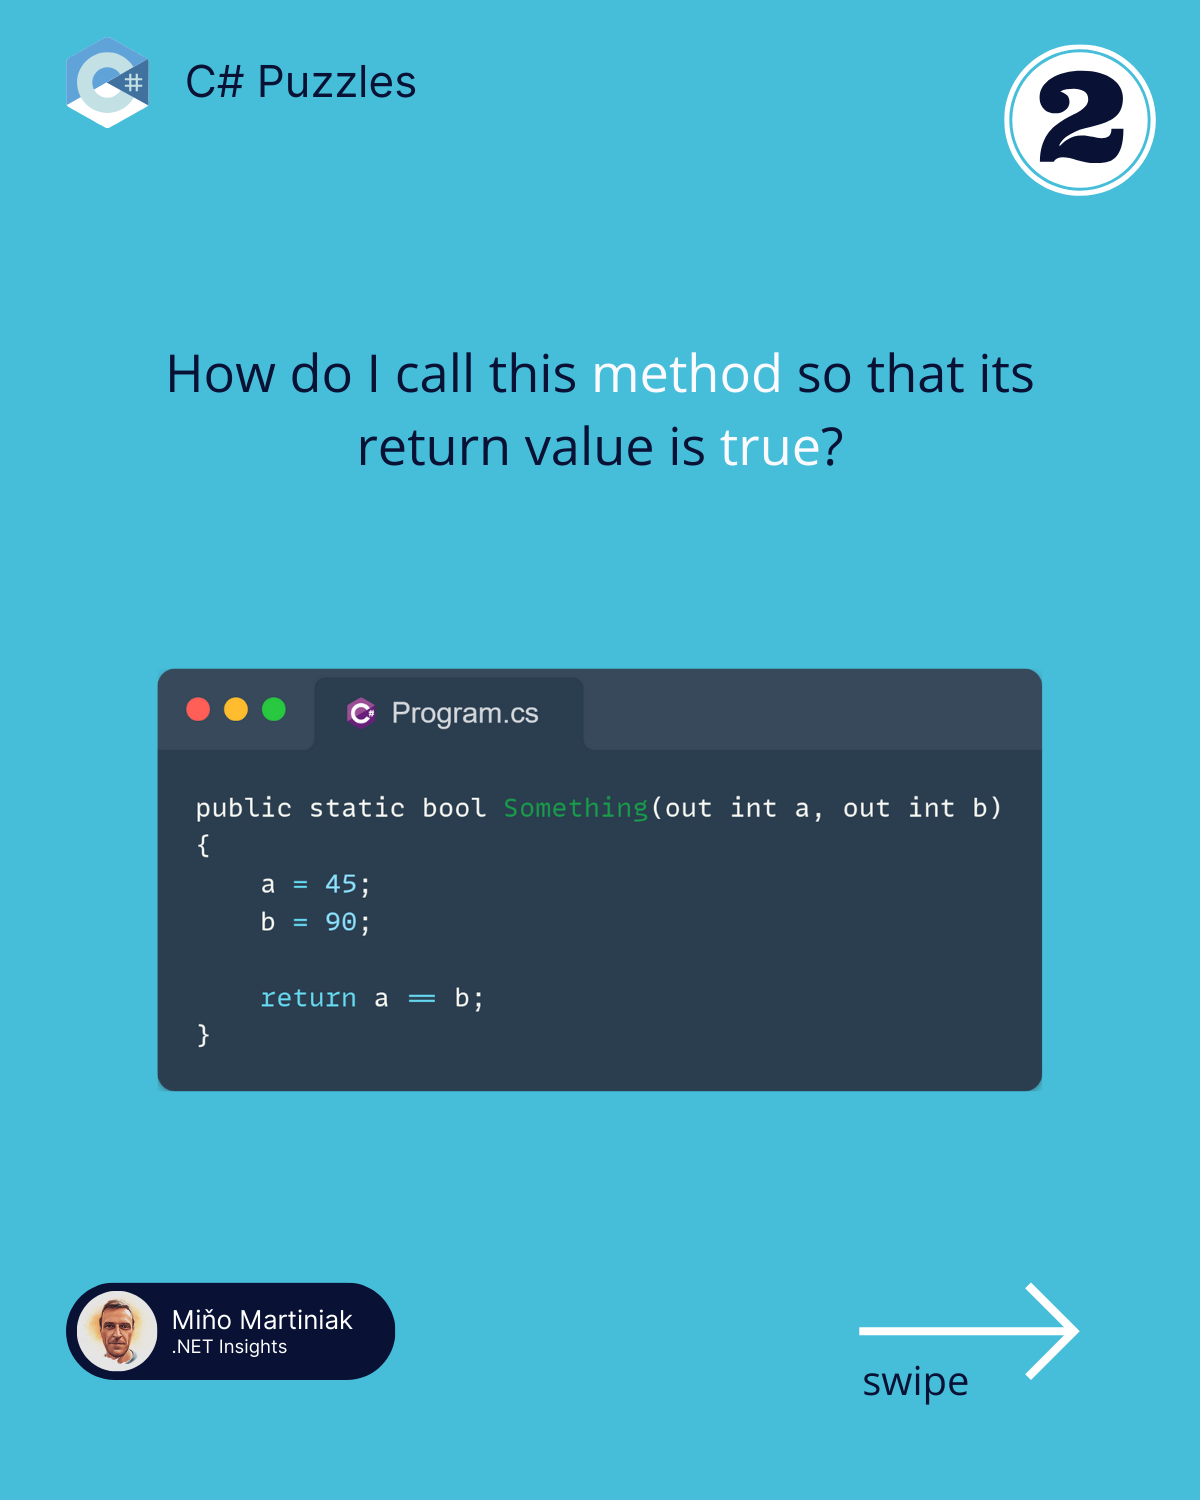 C# Puzzles
2
How do I call this method so that its
return value is true?
Program.cs
public static bool Something(out int a, out int b)
{
    a = 45;
    b = 90;

    return a == b;
}
Miňo Martiniak
.NET Insights
swipe